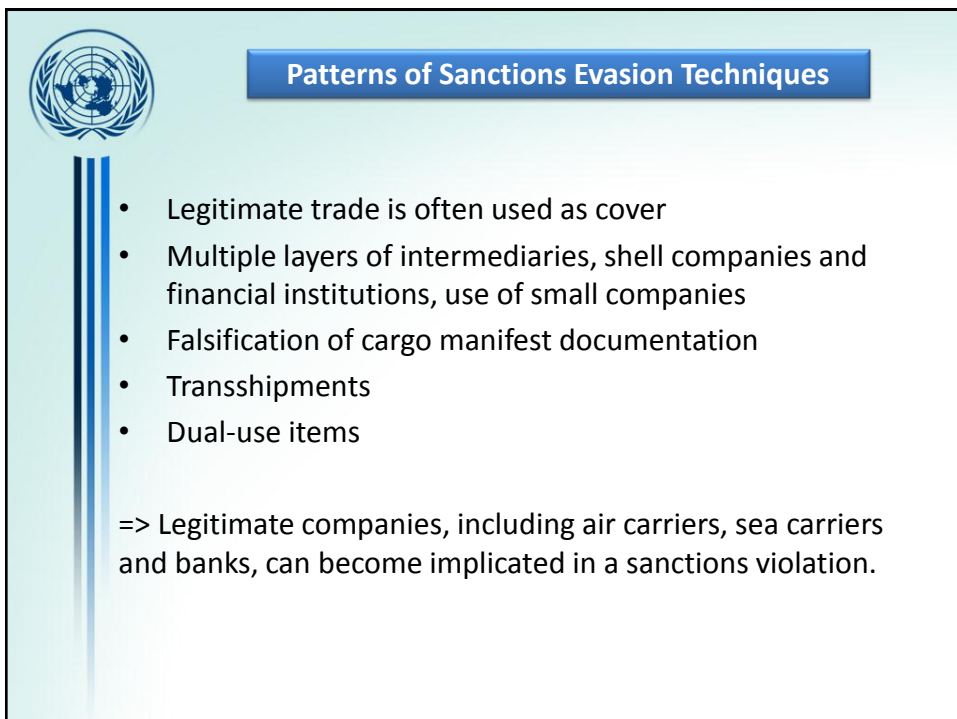 Patterns of Sanctions Evasion Techniques
• Legitimate trade is often used as cover
• Multiple layers of intermediaries, shell companies and
financial institutions, use of small companies
• Falsification of cargo manifest documentation
• Transshipments
• Dual-use items
=> Legitimate companies, including air carriers, sea carriers
and banks, can become implicated in a sanctions violation.